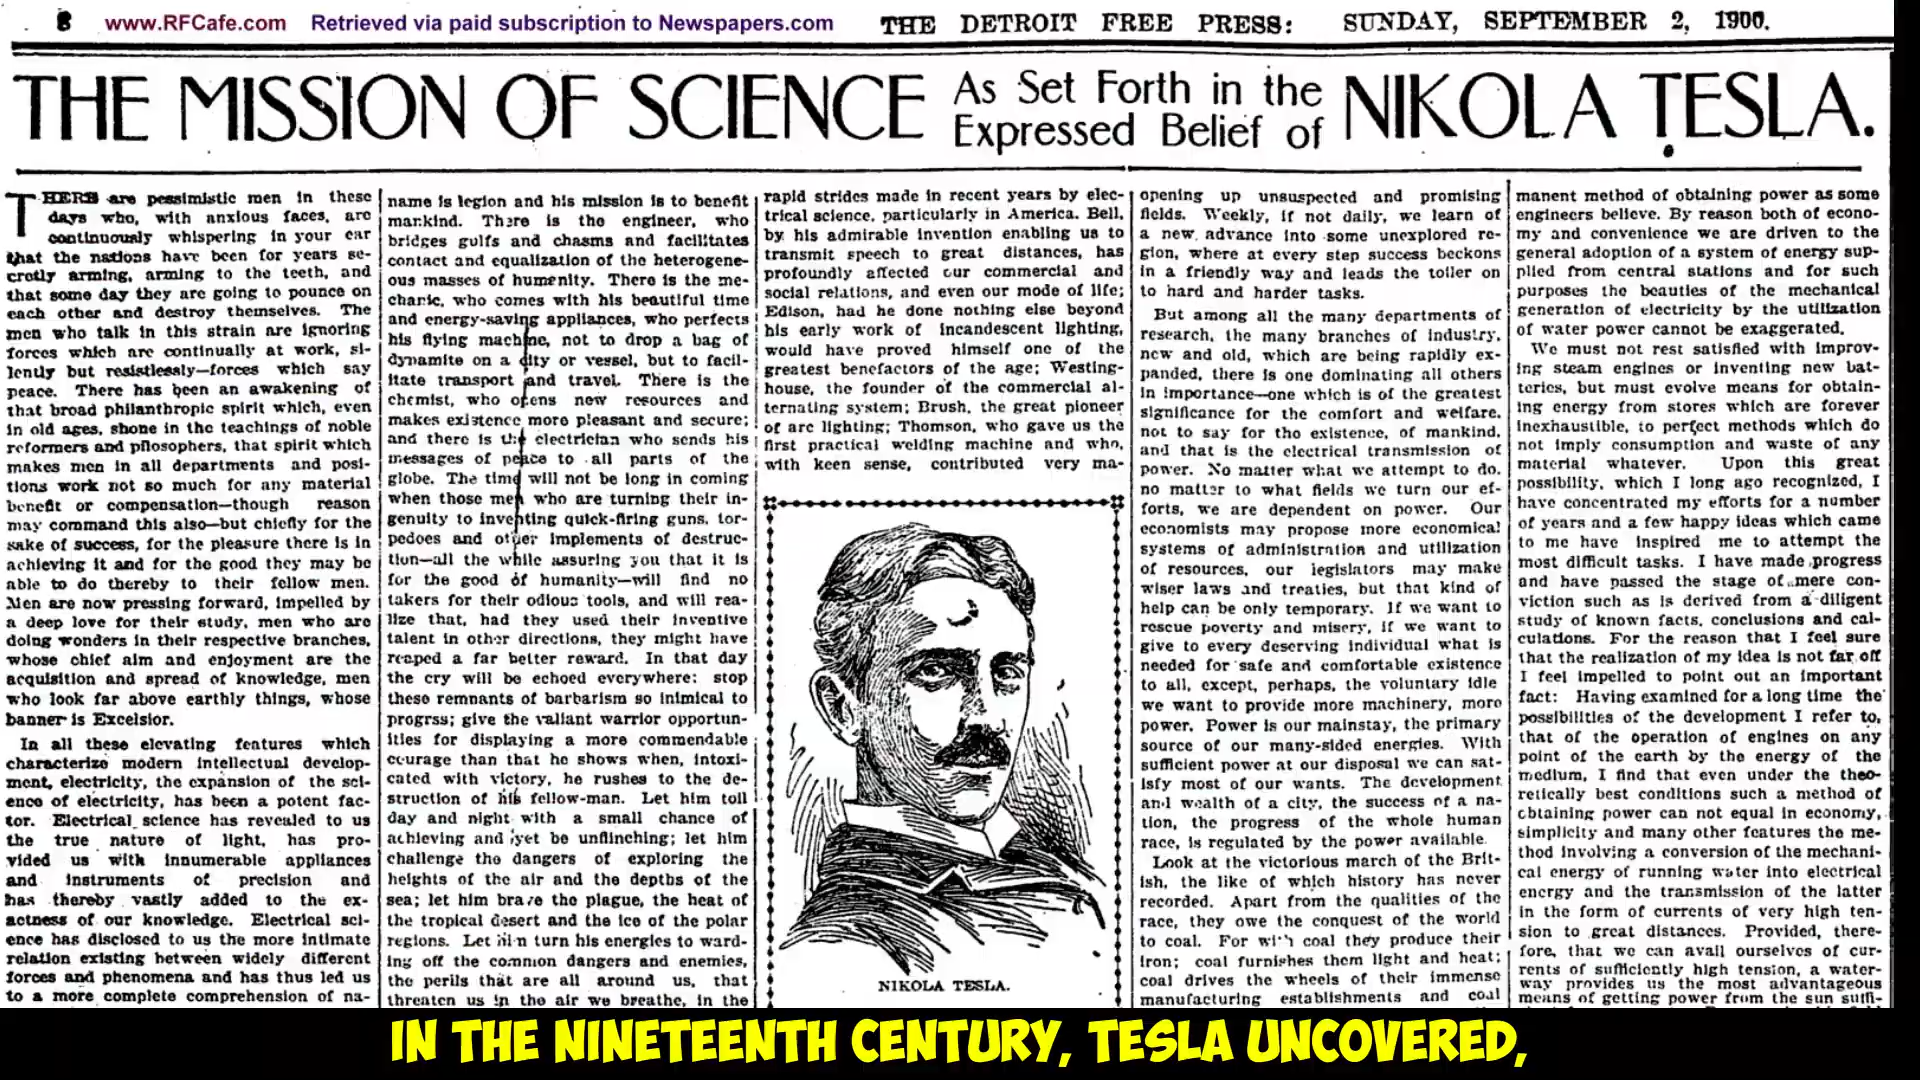 8 www.RFCafe.com Retrieved via paid subscription to Newspapers.com THE DETROIT FREE PRESS: SUNDAY, SEPTEMBER 2, 1900.
THE MISSION OF SCIENCE As Set Forth in the Expressed Belief of NIKOLA TESLA.
THERE are pessimistic men in these
days who, with anxious faces, are
continuously whispering in your ear
that the nations have been for years se-
cretly arming, arming to the teeth, and
that some day they are going to pounce on
each other and destroy themselves. The
men who talk in this strain are ignoring
forces which are continually at work, si-
lently but resistlessly—forces which say
peace. There has been an awakening of
that broad philanthropic spirit which, even
in old ages, shone in the teachings of noble
reformers and pilosophers, that spirit which
makes men in all departments and posi-
tions work not so much for any material
benefit or compensation—though reason
may command this also—but chiefly for the
sake of success, for the pleasure there is in
achieving it and for the good they may be
able to do thereby to their fellow men.
Men are now pressing forward, impelled by
a deep love for their study, men who are
doing wonders in their respective branches,
whose chief aim and enjoyment are the
acquisition and spread of knowledge, men
who look far above earthly things, whose
banner is Excelsior.
In all these elevating features which
characterize modern intellectual develop-
ment, electricity, the expansion of the sci-
ence of electricity, has been a potent fac-
tor. Electrical science has revealed to us
the true nature of light, has pro-
vided us with innumerable appliances
and instruments of precision and
has thereby vastly added to the ex-
actness of our knowledge. Electrical sci-
ence has disclosed to us the more intimate
relation existing between widely different
forces and phenomena and has thus led us
to a more complete comprehension of na-
name is legion and his mission is to benefit
mankind. There is the engineer, who
bridges gulfs and chasms and facilitates
contact and equalization of the heterogene-
ous masses of humanity. There is the me-
chanic, who comes with his beautiful time
and energy-saving appliances, who perfects
his flying machine, not to drop a bag of
dynamite on a city or vessel, but to facil-
itate transport and travel. There is the
chemist, who opens new resources and
makes existence more pleasant and secure;
and there is the electrician who sends his
messages of peace to all parts of the
globe. The time will not be long in coming
when those men who are turning their in-
genuity to inventing quick-firing guns, tor-
pedoes and other implements of destruc-
tion—all the while assuring you that it is
for the good of humanity—will find no
takers for their odious tools, and will rea-
lize that, had they used their inventive
talent in other directions, they might have
reaped a far better reward. In that day
the cry will be echoed everywhere: stop
these remnants of barbarism so inimical to
progrss; give the valiant warrior opportun-
ities for displaying a more commendable
courage than that he shows when, intoxi-
cated with victory, he rushes to the de-
struction of his fellow-man. Let him toil
day and night with a small chance of
achieving and yet be unflinching; let him
challenge the dangers of exploring the
heights of the air and the depths of the
sea; let him brave the plague, the heat of
the tropical desert and the ice of the polar
regions. Let him turn his energies to ward-
ing off the common dangers and enemies,
the perils that are all around us, that
threaten us in the air we breathe, in the
rapid strides made in recent years by elec-
trical science, particularly in America. Bell,
by his admirable invention enabling us to
transmit speech to great distances, has
profoundly affected our commercial and
social relations, and even our mode of life;
Edison, had he done nothing else beyond
his early work of incandescent lighting,
would have proved himself one of the
greatest benefactors of the age; Westing-
house, the founder of the commercial al-
ternating system; Brush, the great pioneer
of arc lighting; Thomson, who gave us the
first practical welding machine and who,
with keen sense, contributed very ma-
NIKOLA TESLA.
opening up unsuspected and promising
fields. Weekly, if not daily, we learn of
a new advance into some unexplored re-
gion, where at every step success beckons
in a friendly way and leads the toiler on
to hard and harder tasks.
But among all the many departments of
research, the many branches of industry,
new and old, which are being rapidly ex-
panded, there is one dominating all others
in importance—one which is of the greatest
significance for the comfort and welfare,
not to say for the existence, of mankind,
and that is the electrical transmission of
power. No matter what we attempt to do,
no matter to what fields we turn our ef-
forts, we are dependent on power. Our
economists may propose more economical
systems of administration and utilization
of resources, our legislators may make
wiser laws and treaties, but that kind of
help can be only temporary. If we want to
rescue poverty and misery, if we want to
give to every deserving individual what is
needed for safe and comfortable existence
to all, except, perhaps, the voluntary idle
we want to provide more machinery, more
power. Power is our mainstay, the primary
source of our many-sided energies. With
sufficient power at our disposal we can sat-
isfy most of our wants. The development
and wealth of a city, the success of a na-
tion, the progress of the whole human
race, is regulated by the power available.
Look at the victorious march of the Brit-
ish, the like of which history has never
recorded. Apart from the qualities of the
race, they owe the conquest of the world
to coal. For with coal they produce their
iron; coal furnishes them light and heat;
coal drives the wheels of their immense
manufacturing establishments and coal
manent method of obtaining power as some
engineers believe. By reason both of econo-
my and convenience we are driven to the
general adoption of a system of energy sup-
plied from central stations and for such
purposes the beauties of the mechanical
generation of electricity by the utilization
of water power cannot be exaggerated.
We must not rest satisfied with improv-
ing steam engines or inventing new bat-
teries, but must evolve means for obtain-
ing energy from stores which are forever
inexhaustible, to perfect methods which do
not imply consumption and waste of any
material whatever. Upon this great
possibility, which I long ago recognized, I
have concentrated my efforts for a number
of years and a few happy ideas which came
to me have inspired me to attempt the
most difficult tasks. I have made progress
and have passed the stage of mere con-
viction such as is derived from a diligent
study of known facts, conclusions and cal-
culations. For the reason that I feel sure
that the realization of my idea is not far off
I feel impelled to point out an important
fact: Having examined for a long time the
possibilities of the development I refer to,
that of the operation of engines on any
point of the earth by the energy of the
medium, I find that even under the theo-
retically best conditions such a method of
obtaining power can not equal in economy,
simplicity and many other features the me-
thod involving a conversion of the mechani-
cal energy of running water into electrical
energy and the transmission of the latter
in the form of currents of very high ten-
sion to great distances. Provided, there-
fore, that we can avail ourselves of cur-
rents of sufficiently high tension, a water-
way provides us the most advantageous
means of getting power from the sun suffi-
IN THE NINETEENTH CENTURY, TESLA UNCOVERED,